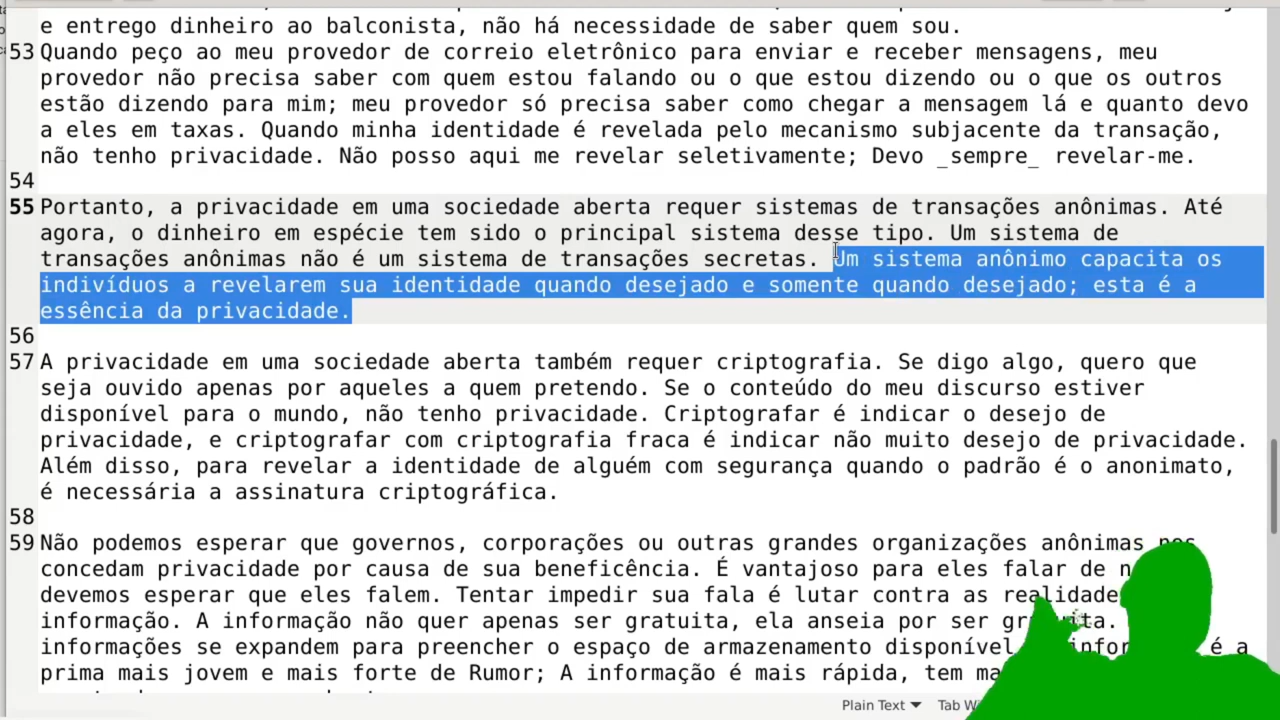 e entrego dinheiro ao balconista, não há necessidade de saber quem sou.
53 Quando peço ao meu provedor de correio eletrônico para enviar e receber mensagens, meu
provedor não precisa saber com quem estou falando ou o que estou dizendo ou o que os outros
estão dizendo para mim; meu provedor só precisa saber como chegar a mensagem lá e quanto devo
a eles em taxas. Quando minha identidade é revelada pelo mecanismo subjacente da transação,
não tenho privacidade. Não posso aqui me revelar seletivamente; Devo _sempre_ revelar-me.
54
55 Portanto, a privacidade em uma sociedade aberta requer sistemas de transações anônimas. Até
agora, o dinheiro em espécie tem sido o principal sistema desse tipo. Um sistema de
transações anônimas não é um sistema de transações secretas. Um sistema anônimo capacita os
indivíduos a revelarem sua identidade quando desejado e somente quando desejado; esta é a
essência da privacidade.
56
57 A privacidade em uma sociedade aberta também requer criptografia. Se digo algo, quero que
seja ouvido apenas por aqueles a quem pretendo. Se o conteúdo do meu discurso estiver
disponível para o mundo, não tenho privacidade. Criptografar é indicar o desejo de
privacidade, e criptografar com criptografia fraca é indicar não muito desejo de privacidade.
Além disso, para revelar a identidade de alguém com segurança quando o padrão é o anonimato,
é necessária a assinatura criptográfica.
58
59 Não podemos esperar que governos, corporações ou outras grandes organizações anônimas nos
concedam privacidade por causa de sua beneficência. É vantajoso para eles falar de
devemos esperar que eles falem. Tentar impedir sua fala é lutar contra as realidade
informação. A informação não quer apenas ser gratuita, ela anseia por ser gratuita.
informações se expandem para preencher o espaço de armazenamento disponível é a
prima mais jovem e mais forte de Rumor; A informação é mais rápida, tem
Plain Text Tab